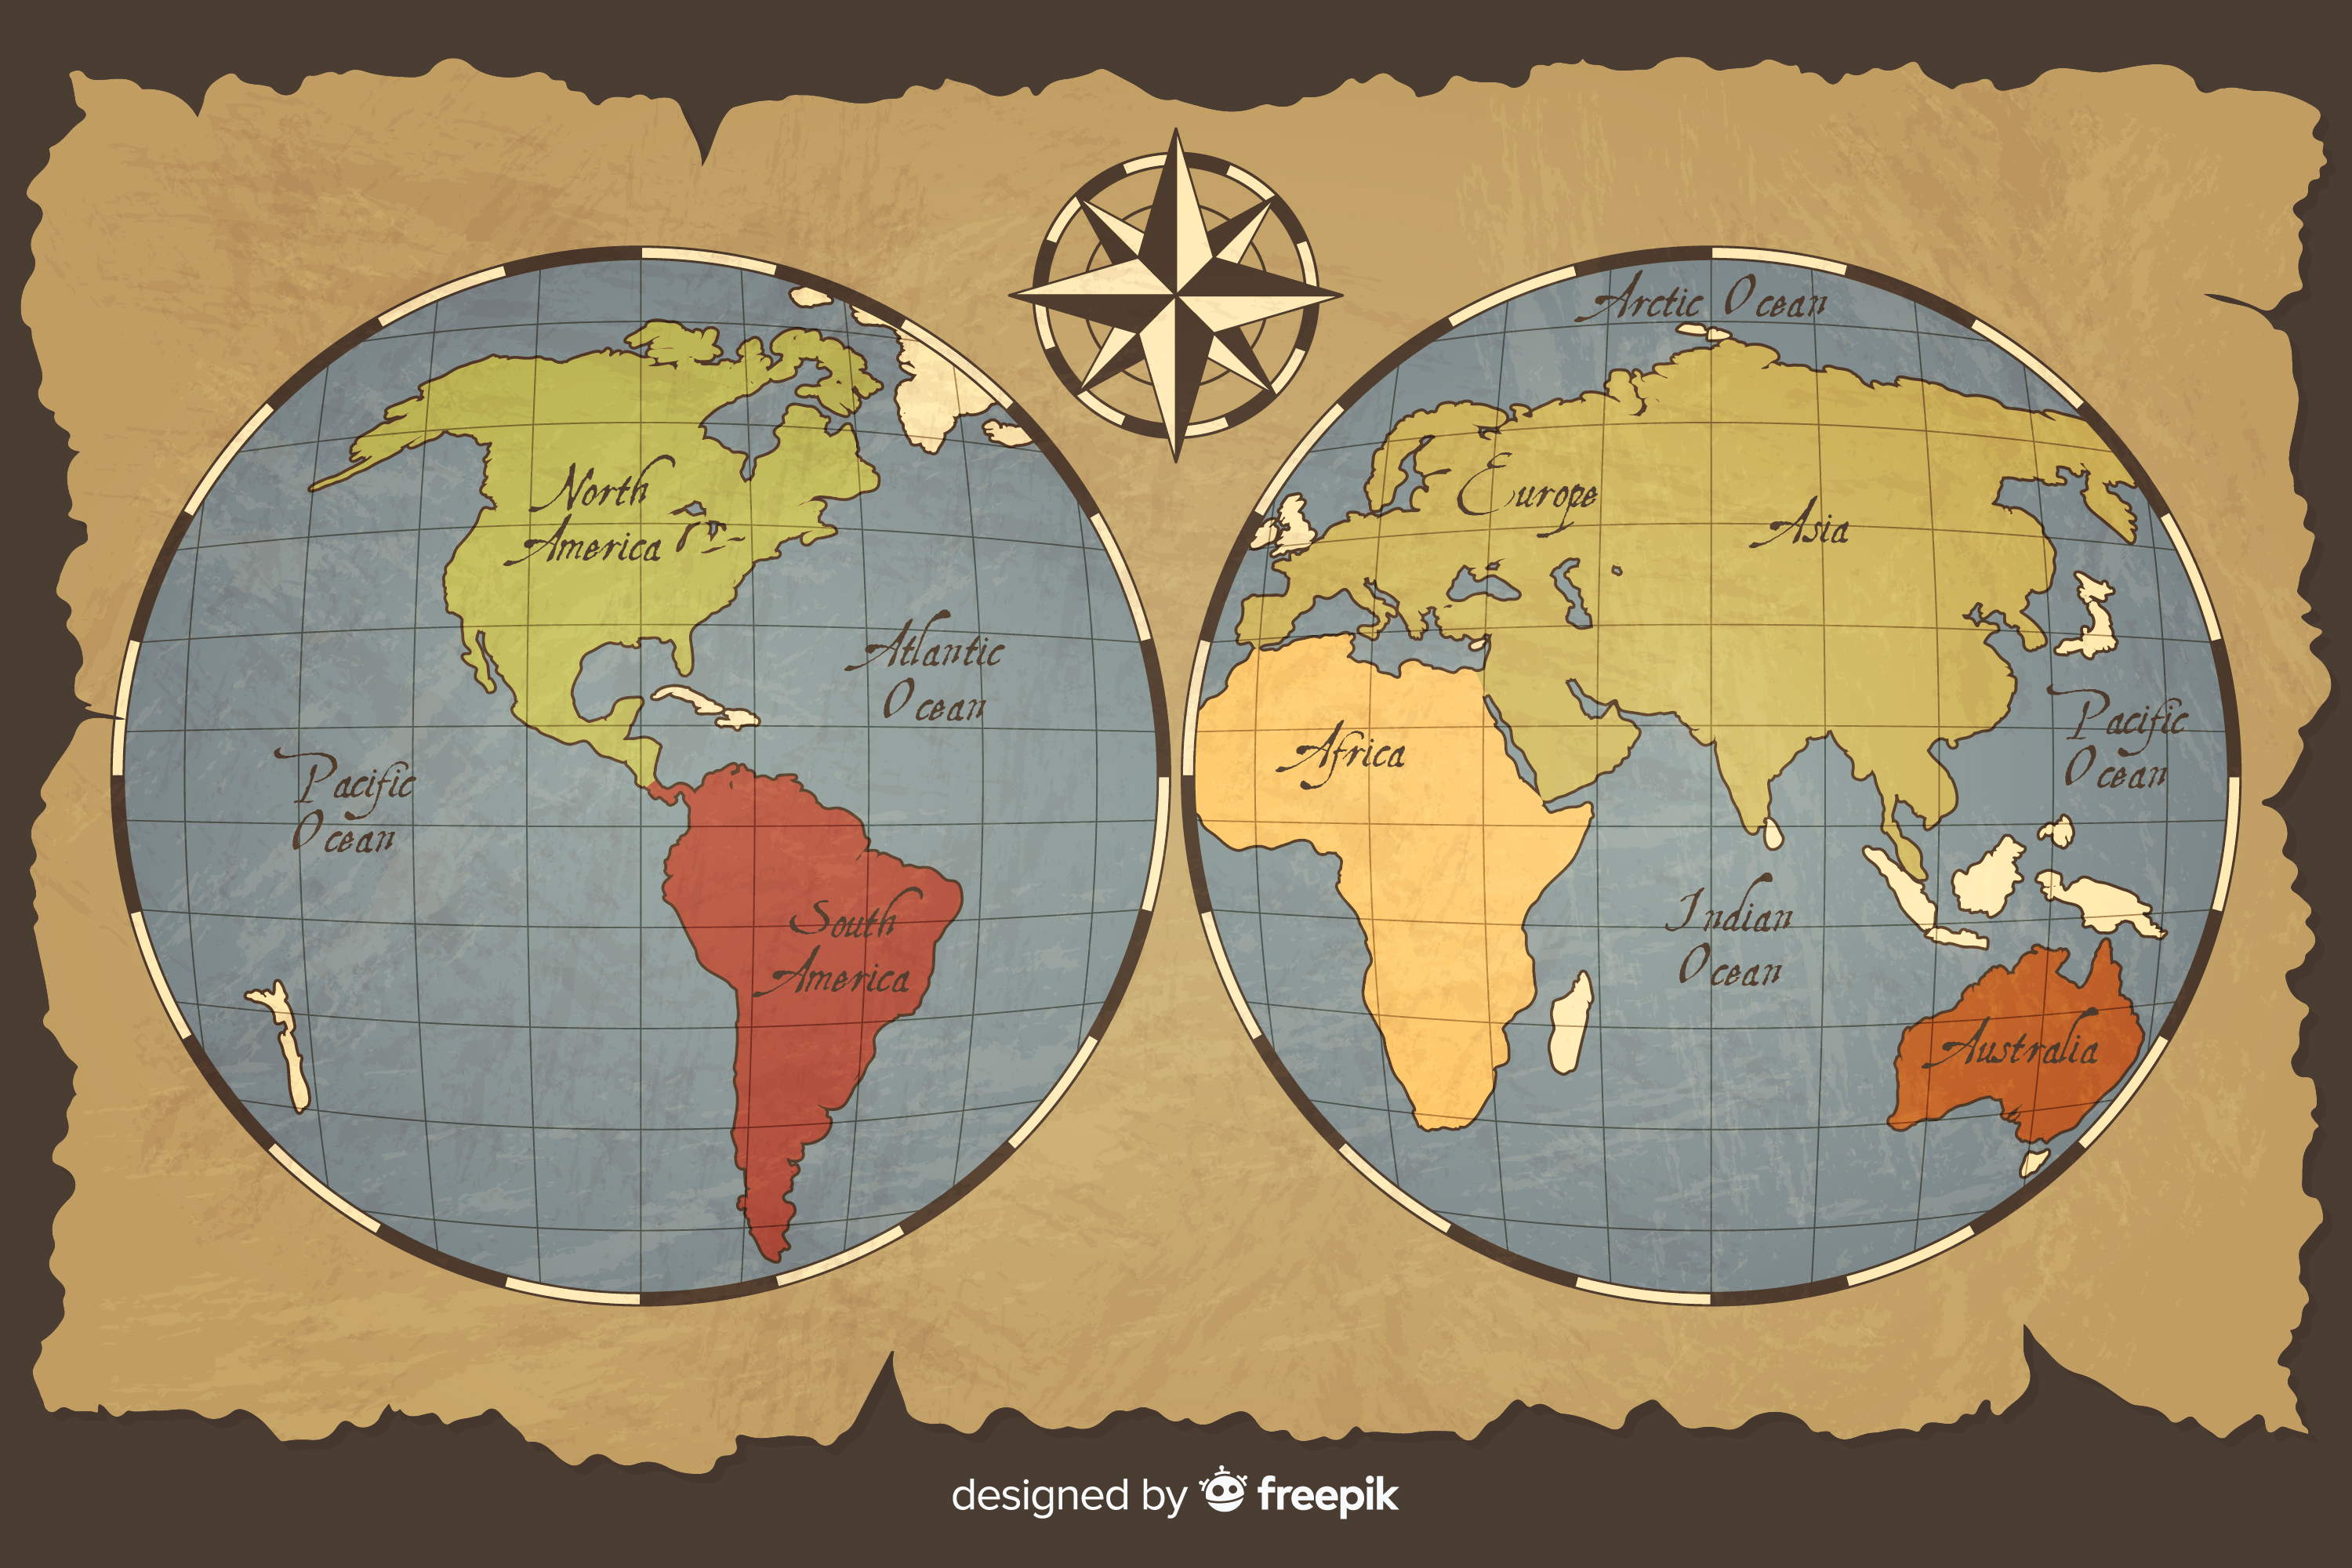 Arctic Ocean
North
America
Europe
Asia
Atlantic
Ocean
Pacific
Ocean
Africa
Pacific
Ocean
South
America
Indian
Ocean
Australia
designed by freepik